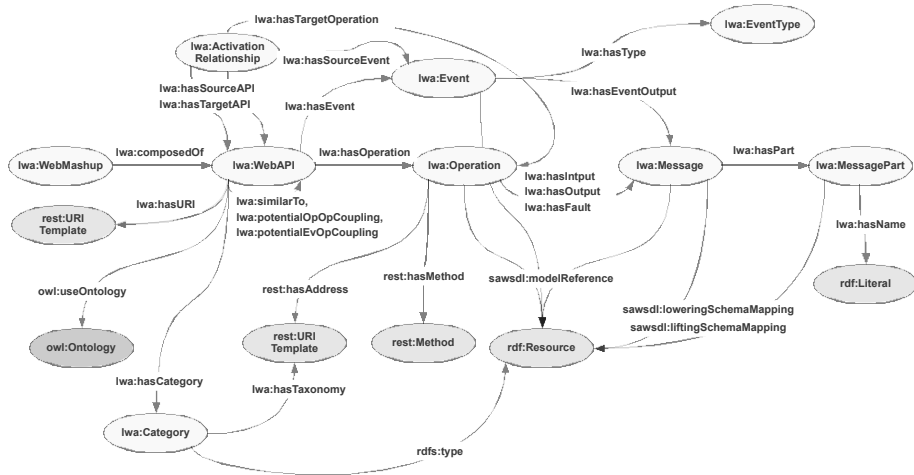 lwa:hasTargetOperation
lwa:EventType
lwa:Activation
Relationship
lwa:hasType
lwa:hasSourceEvent
lwa:Event
lwa:hasSourceAPI
lwa:hasTargetAPI
lwa:hasEvent
lwa:hasEventOutput
lwa:composedOf
lwa:hasOperation
lwa:hasPart
lwa:WebMashup
lwa:WebAPI
lwa:Operation
lwa:Message
lwa:MessagePart
lwa:hasIntput
lwa:hasOutput
lwa:hasFault
lwa:hasURI
lwa:similarTo,
lwa:potentialOpOpCoupling,
lwa:potentialEvOpCoupling
rest:URI
Template
lwa:hasName
rest:hasAddress
rest:hasMethod
sawsdl:modelReference
rdf:Literal
owl:useOntology
sawsdl:loweringSchemaMapping
sawsdl:liftingSchemaMapping
owl:Ontology
rest:URI
Template
rest:Method
rdf:Resource
lwa:hasCategory
lwa:hasTaxonomy
lwa:Category
rdfs:type